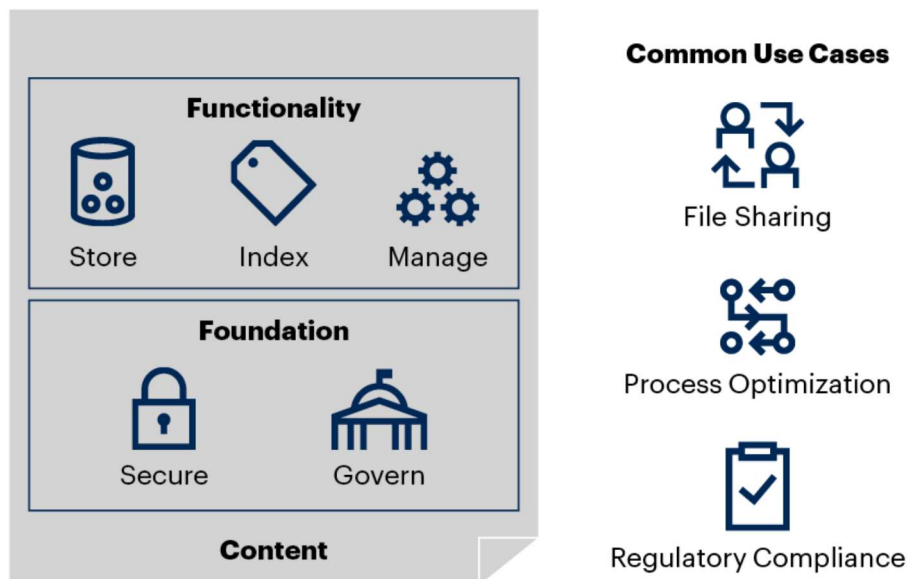 Functionality
Store Index Manage
Foundation
Secure Govern
Content
Common Use Cases
File Sharing
Process Optimization
Regulatory Compliance